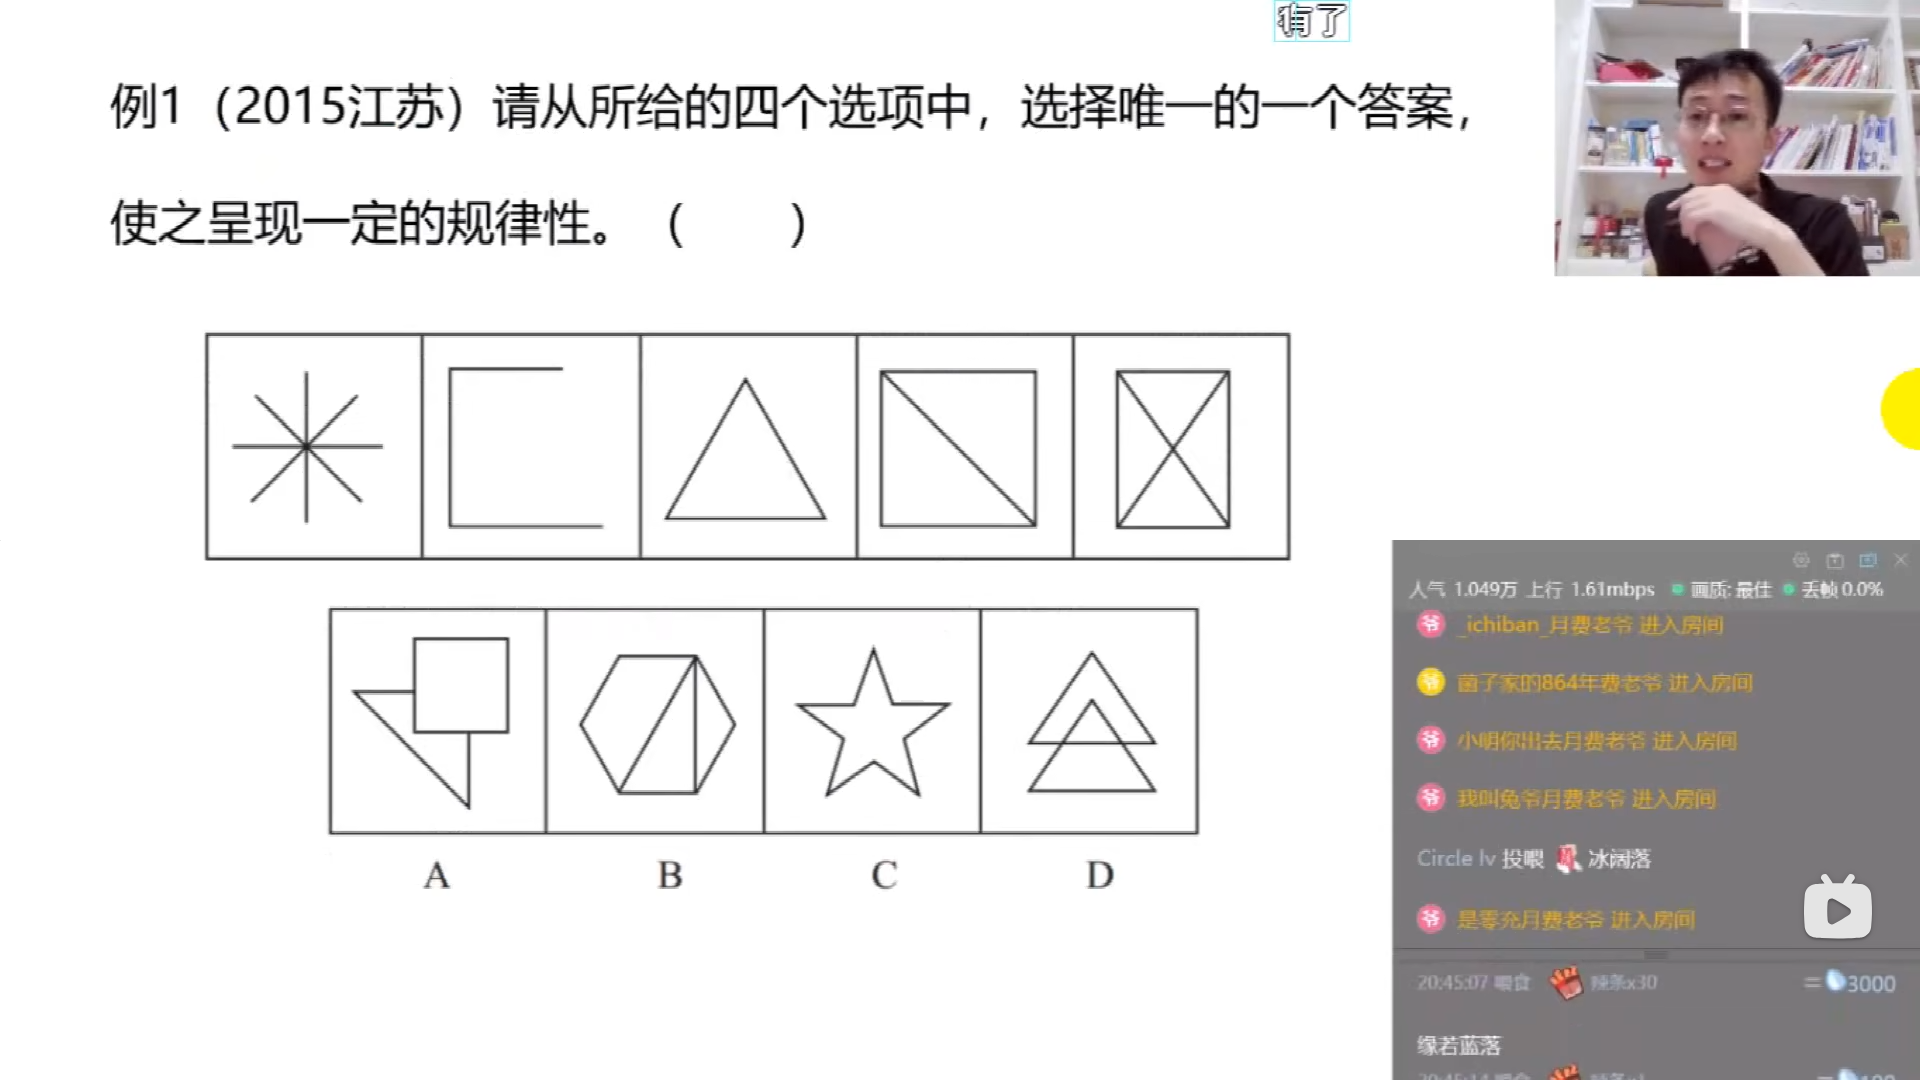 有了
例1（2015江苏）请从所给的四个选项中，选择唯一的一个答案，
使之呈现一定的规律性。（　　）
A B C D
人气 1.049万 上行 1.61mbps 画质: 最佳 丢帧 0.0%
爷 _ichiban_月费老爷 进入房间
爷 菌子家的864年费老爷 进入房间
爷 小明你出去月费老爷 进入房间
爷 我叫兔爷月费老爷 进入房间
Circle lv 投喂 冰阔落
爷 是零充月费老爷 进入房间
20:45:07 喂食 辣条x30 = 3000
缘若蓝落